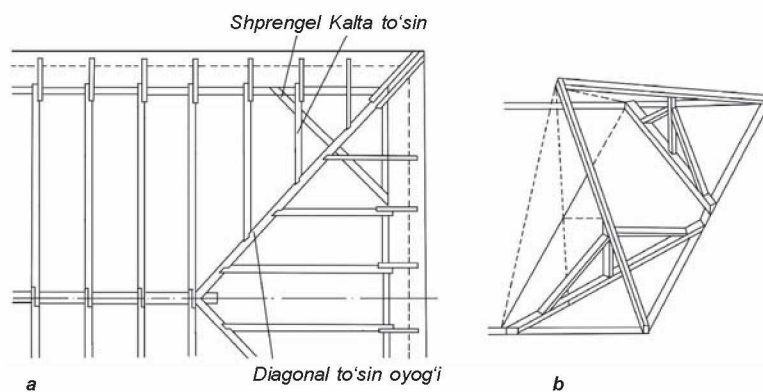 Shprengel Kalta to‘sin
Diagonal to‘sin oyog‘i
a
b